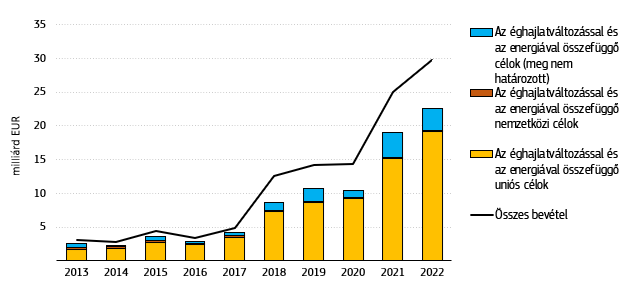 35
30
25
20
15
10
5
milliárd EUR
2013 2014 2015 2016 2017 2018 2019 2020 2021 2022
Az éghajlatváltozással és
az energiával összefüggő
célok (meg nem
határozott)
Az éghajlatváltozással és
az energiával összefüggő
nemzetközi célok
Az éghajlatváltozással és
az energiával összefüggő
uniós célok
Összes bevétel